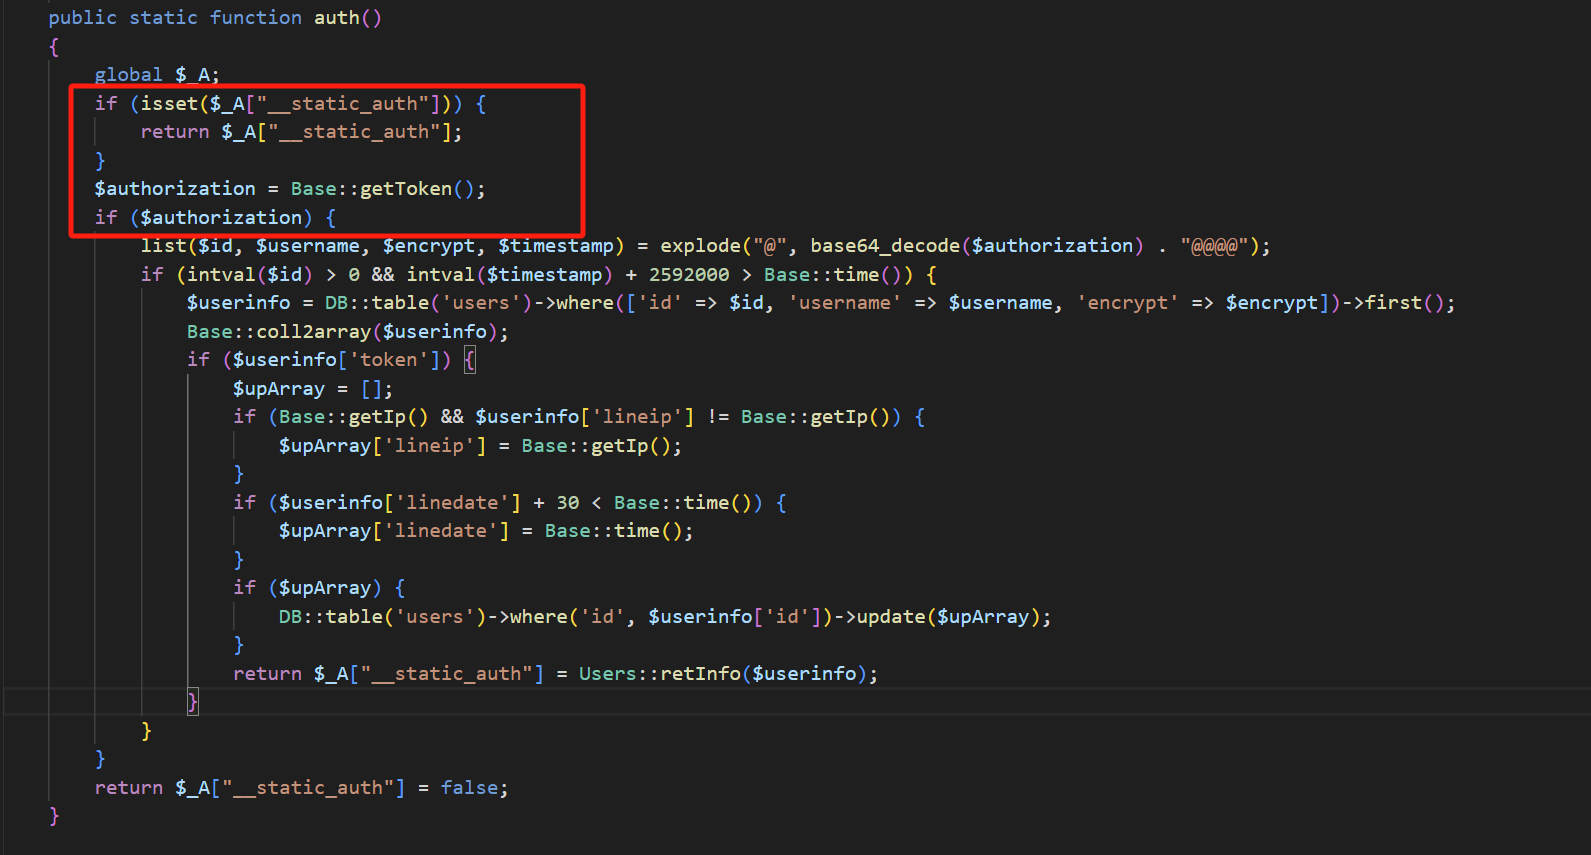 public static function auth()
{
    global $_A;
    if (isset($_A["__static_auth"])) {
        return $_A["__static_auth"];
    }
    $authorization = Base::getToken();
    if ($authorization) {
        list($id, $username, $encrypt, $timestamp) = explode("@", base64_decode($authorization) . "@@@@");
        if (intval($id) > 0 && intval($timestamp) + 2592000 > Base::time()) {
            $userinfo = DB::table('users')->where(['id' => $id, 'username' => $username, 'encrypt' => $encrypt])->first();
            Base::coll2array($userinfo);
            if ($userinfo['token']) {
                $upArray = [];
                if (Base::getIp() && $userinfo['lineip'] != Base::getIp()) {
                    $upArray['lineip'] = Base::getIp();
                }
                if ($userinfo['linedate'] + 30 < Base::time()) {
                    $upArray['linedate'] = Base::time();
                }
                if ($upArray) {
                    DB::table('users')->where('id', $userinfo['id'])->update($upArray);
                }
                return $_A["__static_auth"] = Users::retInfo($userinfo);
            }
        }
    }
    return $_A["__static_auth"] = false;
}